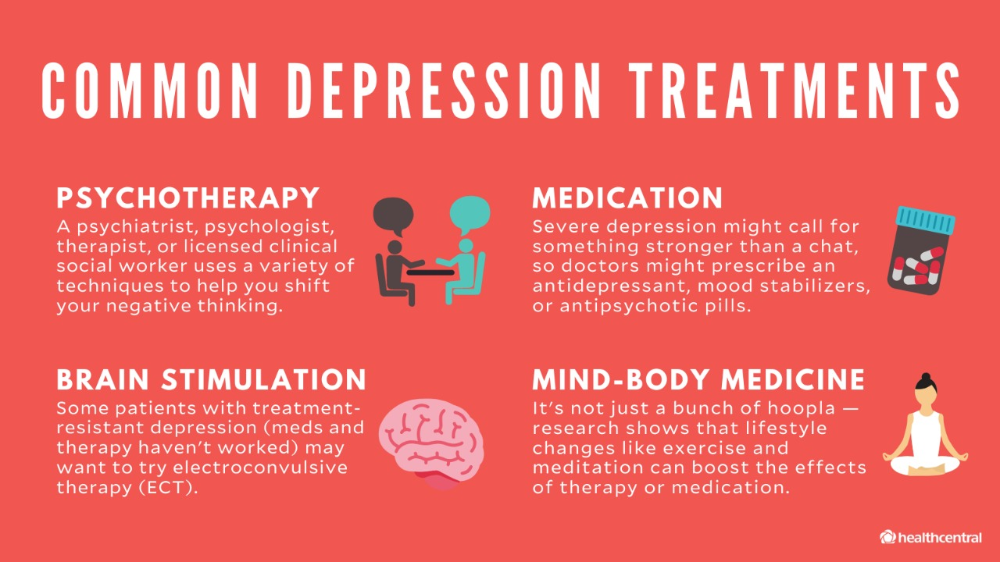 COMMON DEPRESSION TREATMENTS
PSYCHOTHERAPY
A psychiatrist, psychologist,
therapist, or licensed clinical
social worker uses a variety of
techniques to help you shift
your negative thinking.
MEDICATION
Severe depression might call for
something stronger than a chat,
so doctors might prescribe an
antidepressant, mood stabilizers,
or antipsychotic pills.
BRAIN STIMULATION
Some patients with treatment-
resistant depression (meds and
therapy haven't worked) may
want to try electroconvulsive
therapy (ECT).
MIND-BODY MEDICINE
It's not just a bunch of hoopla —
research shows that lifestyle
changes like exercise and
meditation can boost the effects
of therapy or medication.
healthcentral